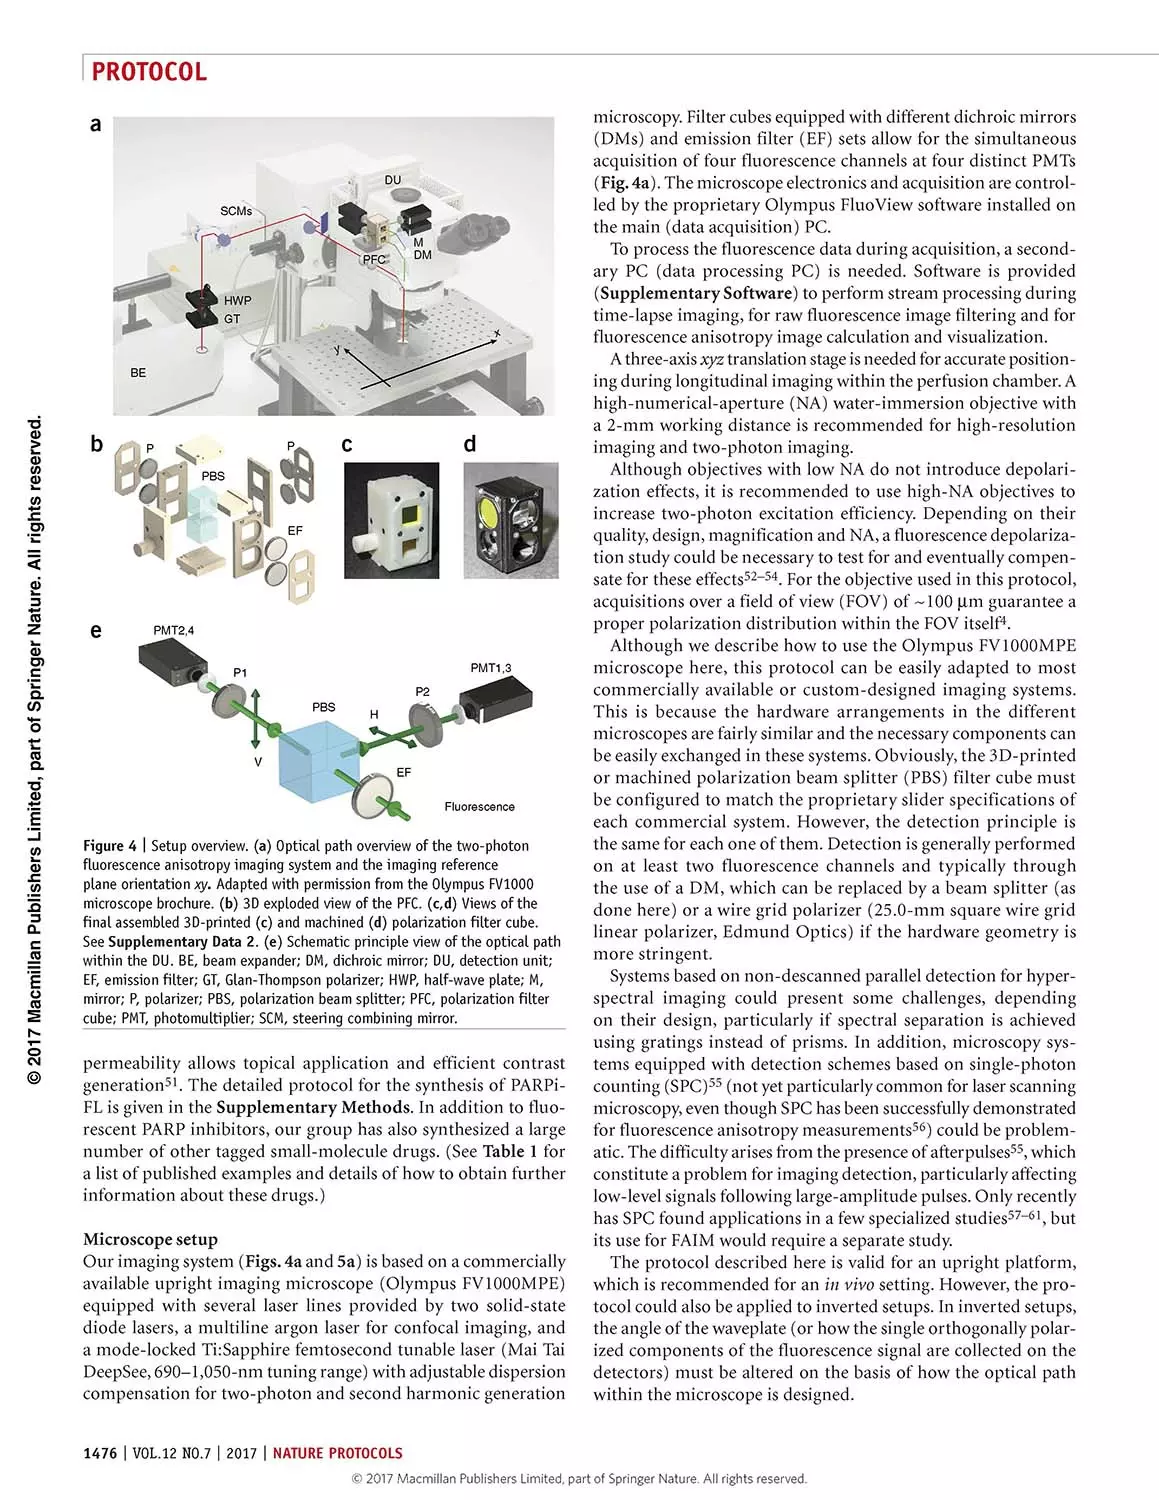 PROTOCOL
a
DU
SCMs
M
PFC
DM
HWP
GT
x
y
BE
b
P
P
PBS
EF
c
d
e
PMT2,4
P1
PMT1,3
P2
PBS
H
V
EF
Fluorescence
Figure 4 | Setup overview. (a) Optical path overview of the two-photon
fluorescence anisotropy imaging system and the imaging reference
plane orientation xy. Adapted with permission from the Olympus FV1000
microscope brochure. (b) 3D exploded view of the PFC. (c,d) Views of the
final assembled 3D-printed (c) and machined (d) polarization filter cube.
See Supplementary Data 2. (e) Schematic principle view of the optical path
within the DU. BE, beam expander; DM, dichroic mirror; DU, detection unit;
EF, emission filter; GT, Glan-Thompson polarizer; HWP, half-wave plate; M,
mirror; P, polarizer; PBS, polarization beam splitter; PFC, polarization filter
cube; PMT, photomultiplier; SCM, steering combining mirror.
permeability allows topical application and efficient contrast
generation51. The detailed protocol for the synthesis of PARPi-
FL is given in the Supplementary Methods. In addition to fluo-
rescent PARP inhibitors, our group has also synthesized a large
number of other tagged small-molecule drugs. (See Table 1 for
a list of published examples and details of how to obtain further
information about these drugs.)
Microscope setup
Our imaging system (Figs. 4a and 5a) is based on a commercially
available upright imaging microscope (Olympus FV1000MPE)
equipped with several laser lines provided by two solid-state
diode lasers, a multiline argon laser for confocal imaging, and
a mode-locked Ti:Sapphire femtosecond tunable laser (Mai Tai
DeepSee, 690–1,050-nm tuning range) with adjustable dispersion
compensation for two-photon and second harmonic generation
microscopy. Filter cubes equipped with different dichroic mirrors
(DMs) and emission filter (EF) sets allow for the simultaneous
acquisition of four fluorescence channels at four distinct PMTs
(Fig. 4a). The microscope electronics and acquisition are control-
led by the proprietary Olympus FluoView software installed on
the main (data acquisition) PC.
To process the fluorescence data during acquisition, a second-
ary PC (data processing PC) is needed. Software is provided
(Supplementary Software) to perform stream processing during
time-lapse imaging, for raw fluorescence image filtering and for
fluorescence anisotropy image calculation and visualization.
A three-axis xyz translation stage is needed for accurate position-
ing during longitudinal imaging within the perfusion chamber. A
high-numerical-aperture (NA) water-immersion objective with
a 2-mm working distance is recommended for high-resolution
imaging and two-photon imaging.
Although objectives with low NA do not introduce depolari-
zation effects, it is recommended to use high-NA objectives to
increase two-photon excitation efficiency. Depending on their
quality, design, magnification and NA, a fluorescence depolariza-
tion study could be necessary to test for and eventually compen-
sate for these effects52–54. For the objective used in this protocol,
acquisitions over a field of view (FOV) of ~100 µm guarantee a
proper polarization distribution within the FOV itself4.
Although we describe how to use the Olympus FV1000MPE
microscope here, this protocol can be easily adapted to most
commercially available or custom-designed imaging systems.
This is because the hardware arrangements in the different
microscopes are fairly similar and the necessary components can
be easily exchanged in these systems. Obviously, the 3D-printed
or machined polarization beam splitter (PBS) filter cube must
be configured to match the proprietary slider specifications of
each commercial system. However, the detection principle is
the same for each one of them. Detection is generally performed
on at least two fluorescence channels and typically through
the use of a DM, which can be replaced by a beam splitter (as
done here) or a wire grid polarizer (25.0-mm square wire grid
linear polarizer, Edmund Optics) if the hardware geometry is
more stringent.
Systems based on non-descanned parallel detection for hyper-
spectral imaging could present some challenges, depending
on their design, particularly if spectral separation is achieved
using gratings instead of prisms. In addition, microscopy sys-
tems equipped with detection schemes based on single-photon
counting (SPC)55 (not yet particularly common for laser scanning
microscopy, even though SPC has been successfully demonstrated
for fluorescence anisotropy measurements56) could be problem-
atic. The difficulty arises from the presence of afterpulses55, which
constitute a problem for imaging detection, particularly affecting
low-level signals following large-amplitude pulses. Only recently
has SPC found applications in a few specialized studies57–61, but
its use for FAIM would require a separate study.
The protocol described here is valid for an upright platform,
which is recommended for an in vivo setting. However, the pro-
tocol could also be applied to inverted setups. In inverted setups,
the angle of the waveplate (or how the single orthogonally polar-
ized components of the fluorescence signal are collected on the
detectors) must be altered on the basis of how the optical path
within the microscope is designed.
© 2017 Macmillan Publishers Limited, part of Springer Nature. All rights reserved.
1476 | VOL.12 NO.7 | 2017 | NATURE PROTOCOLS
© 2017 Macmillan Publishers Limited, part of Springer Nature. All rights reserved.